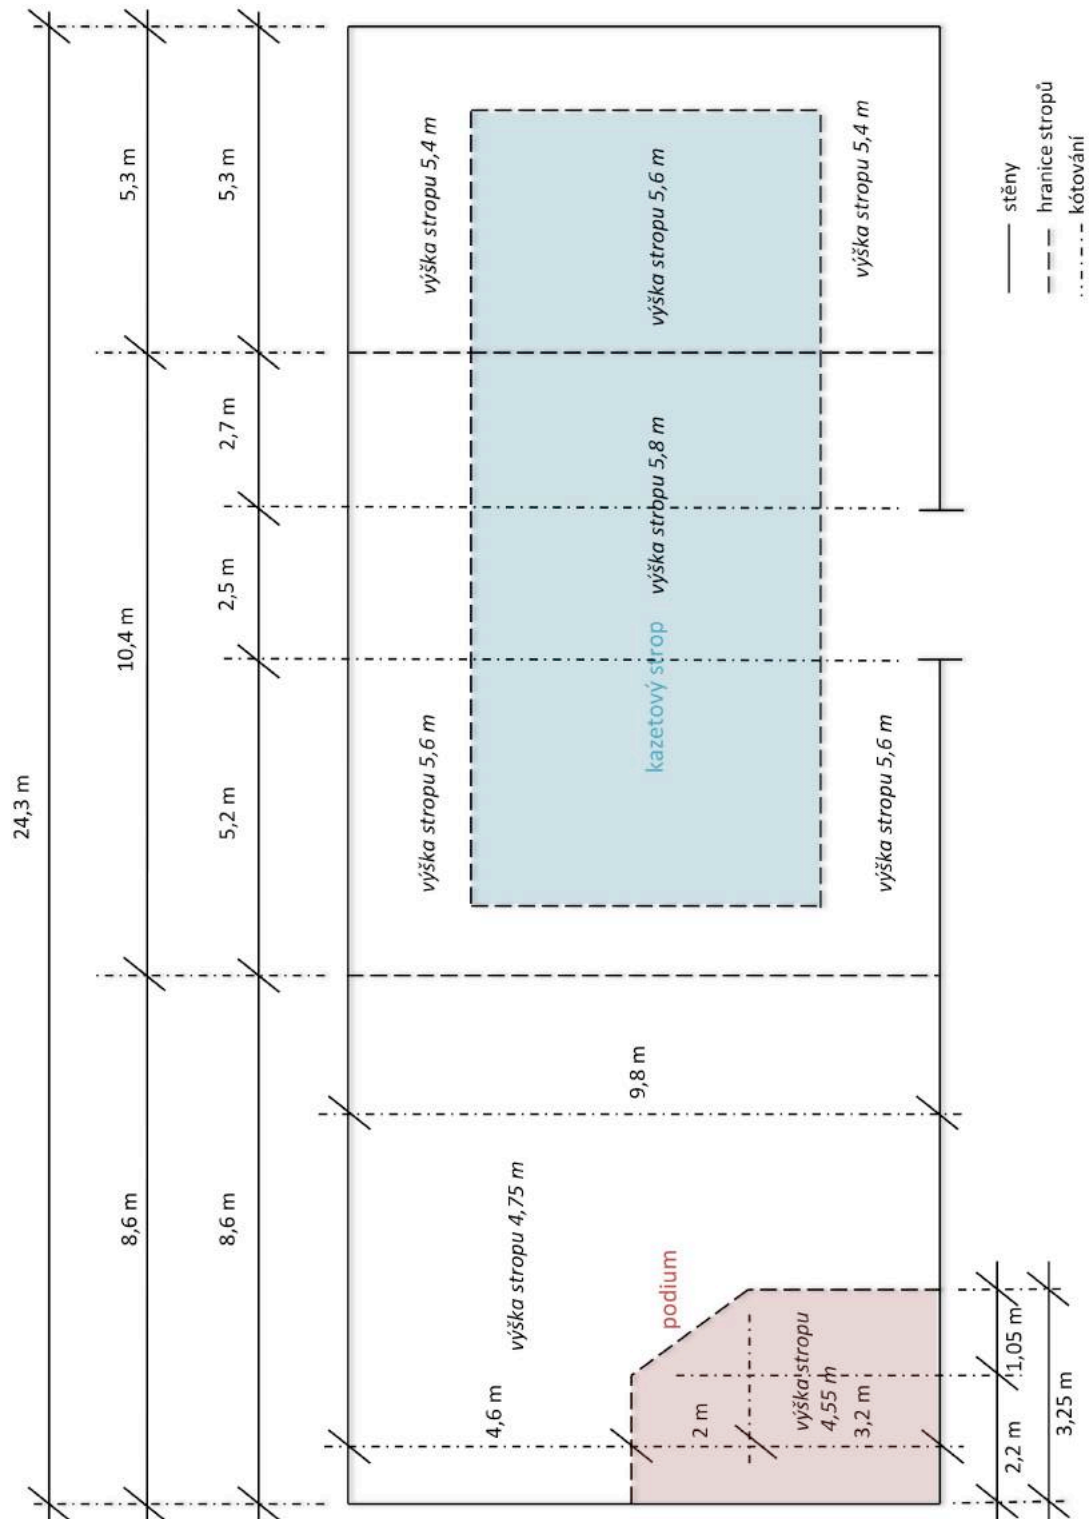 24,3 m
8,6 m
10,4 m
5,3 m
8,6 m
5,2 m
2,5 m
2,7 m
5,3 m
výška stropu 5,6 m
výška stropu 5,4 m
výška stropu 4,75 m
4,6 m
9,8 m
kazetový strop
výška stropu 5,8 m
výška stropu 5,6 m
podium
2 m
výška stropu
4,55 m
3,2 m
výška stropu 5,6 m
výška stropu 5,4 m
2,2 m
1,05 m
3,25 m
stěny
hranice stropů
kótování